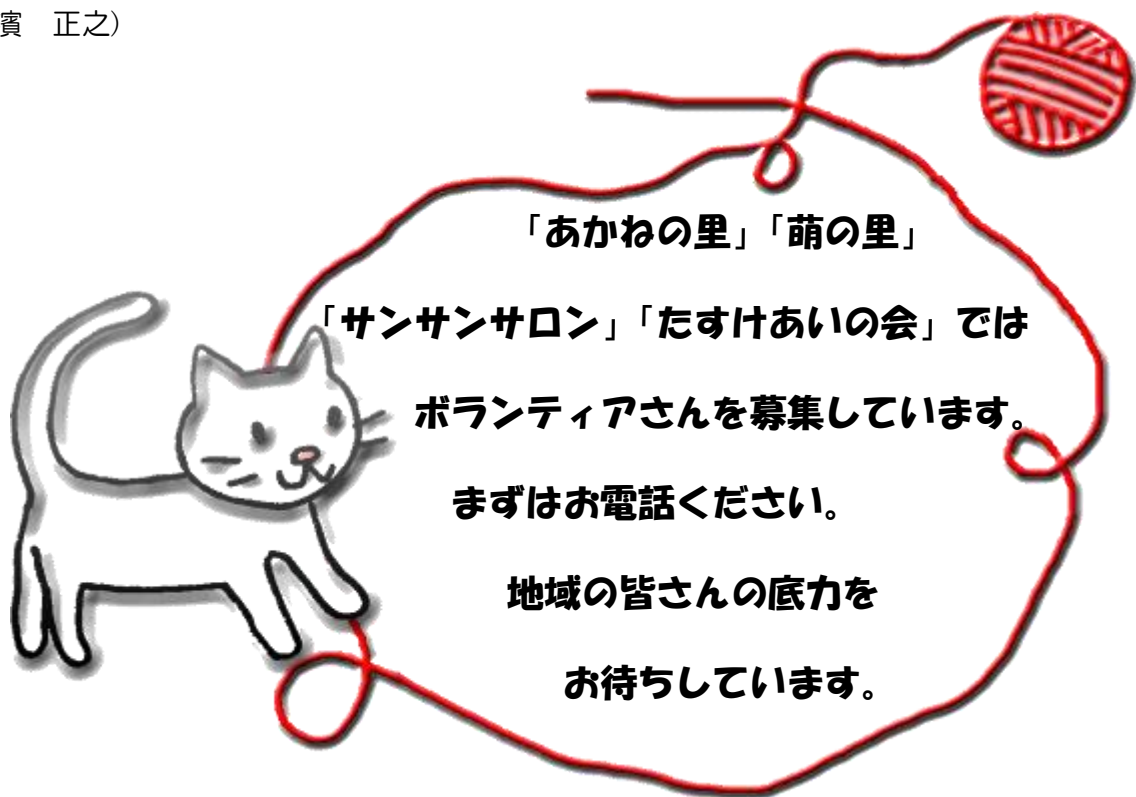 賓　正之）
「あかねの里」「萌の里」
「サンサンサロン」「たすけあいの会」では
ボランティアさんを募集しています。
まずはお電話ください。
地域の皆さんの底力を
お待ちしています。